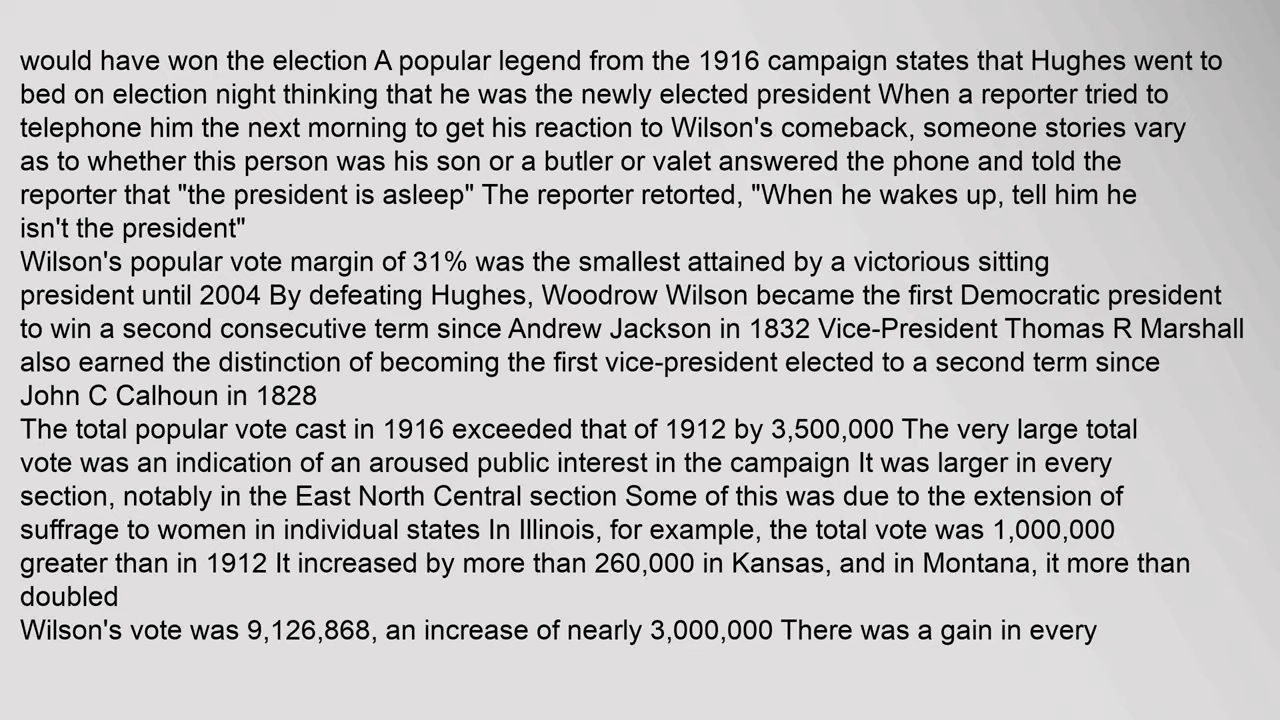 would have won the election A popular legend from the 1916 campaign states that Hughes went to
bed on election night thinking that he was the newly elected president When a reporter tried to
telephone him the next morning to get his reaction to Wilson's comeback, someone stories vary
as to whether this person was his son or a butler or valet answered the phone and told the
reporter that "the president is asleep" The reporter retorted, "When he wakes up, tell him he
isn't the president"
Wilson's popular vote margin of 31% was the smallest attained by a victorious sitting
president until 2004 By defeating Hughes, Woodrow Wilson became the first Democratic president
to win a second consecutive term since Andrew Jackson in 1832 Vice-President Thomas R Marshall
also earned the distinction of becoming the first vice-president elected to a second term since
John C Calhoun in 1828
The total popular vote cast in 1916 exceeded that of 1912 by 3,500,000 The very large total
vote was an indication of an aroused public interest in the campaign It was larger in every
section, notably in the East North Central section Some of this was due to the extension of
suffrage to women in individual states In Illinois, for example, the total vote was 1,000,000
greater than in 1912 It increased by more than 260,000 in Kansas, and in Montana, it more than
doubled
Wilson's vote was 9,126,868, an increase of nearly 3,000,000 There was a gain in every